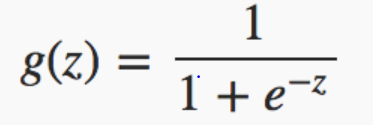 g(z) = 1 / (1 + e^{-z})